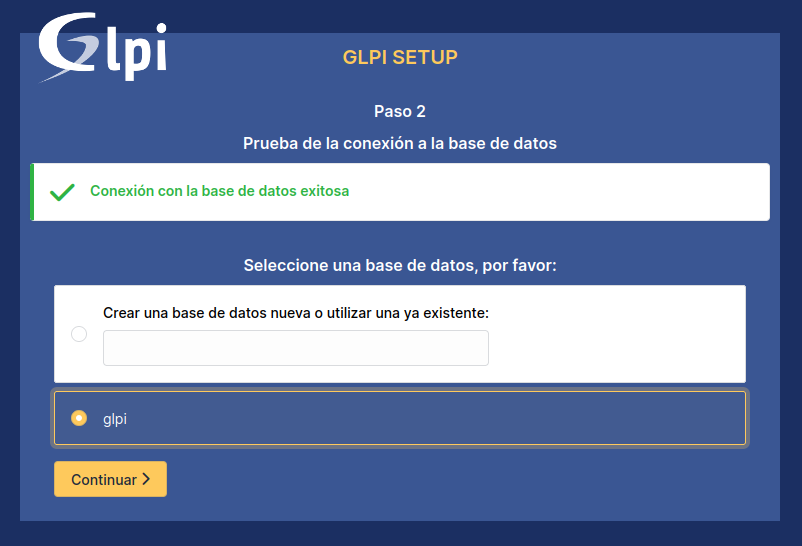 Glpi
GLPI SETUP
Paso 2
Prueba de la conexión a la base de datos
Conexión con la base de datos exitosa
Seleccione una base de datos, por favor:
Crear una base de datos nueva o utilizar una ya existente:
glpi
Continuar